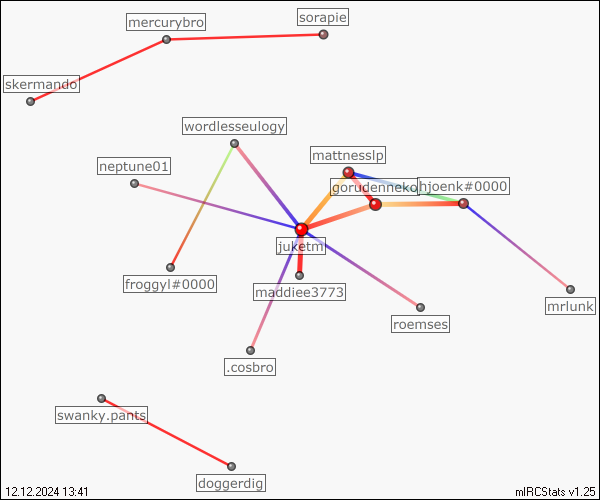 sorapie
mercurybro
skermando
wordlesseulogy
mattnesslp
neptune01
gorudenneko
hjoenk#0000
juketm
froggyl#0000
maddiee3773
mrlunk
roemses
.cosbro
swanky.pants
doggerdig
12.12.2024 13:41
mIRCStats v1.25